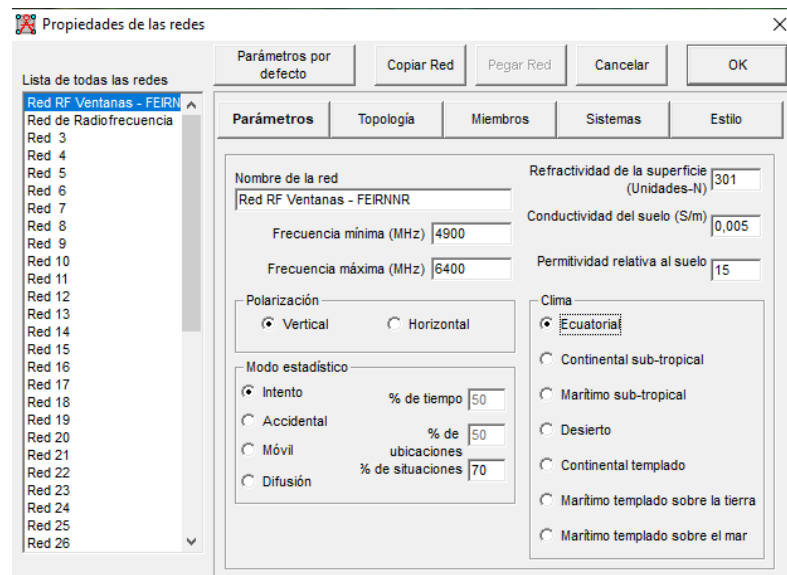 Propiedades de las redes
Parámetros por defecto
Copiar Red
Pegar Red
Cancelar
OK
Lista de todas las redes
Red RF Ventanas - FEIRN
Red de Radiofrecuencia
Red 3
Red 4
Red 5
Red 6
Red 7
Red 8
Red 9
Red 10
Red 11
Red 12
Red 13
Red 14
Red 15
Red 16
Red 17
Red 18
Red 19
Red 20
Red 21
Red 22
Red 23
Red 24
Red 25
Red 26
Parámetros
Topología
Miembros
Sistemas
Estilo
Nombre de la red
Red RF Ventanas - FEIRNNR
Frecuencia mínima (MHz) 4900
Frecuencia máxima (MHz) 6400
Refractividad de la superficie
(Unidades-N) 301
Conductividad del suelo (S/m) 0,005
Permitividad relativa al suelo 15
Polarización
Vertical
Horizontal
Modo estadístico
Intento
Accidental
Móvil
Difusión
% de tiempo 50
% de
ubicaciones 50
% de situaciones 70
Clima
Ecuatorial
Continental sub-tropical
Marítimo sub-tropical
Desierto
Continental templado
Marítimo templado sobre la tierra
Marítimo templado sobre el mar